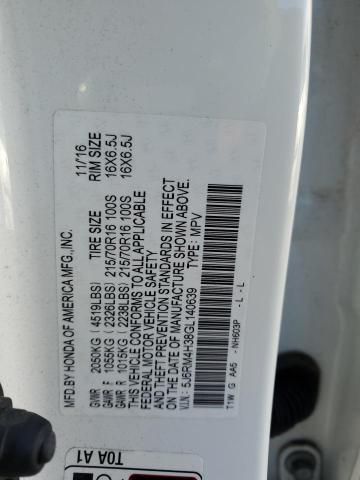 MFD. BY HONDA OF AMERICA MFG., INC. 11/16
GVWR 2050KG (4519LBS) TIRE SIZE RIM SIZE
GAWR F 1055KG (2326LBS) 215/70R16 100S 16X6.5J
GAWR R 1015KG (2238LBS) 215/70R16 100S 16X6.5J
THIS VEHICLE CONFORMS TO ALL APPLICABLE
FEDERAL MOTOR VEHICLE SAFETY
AND THEFT PREVENTION STANDARDS IN EFFECT
ON THE DATE OF MANUFACTURE SHOWN ABOVE.
V.I.N.: 5J6RM4H38GL140639 TYPE: MPV
T1W G AA5 - NH603P - L - L
T0A A1